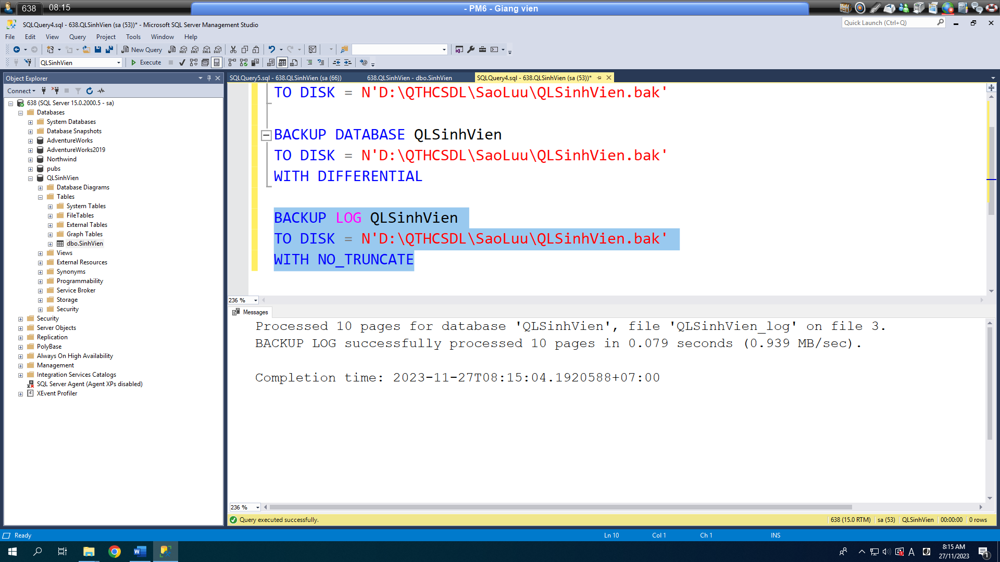 638
08:15
- PM6 - Giang vien
SQLQuery4.sql - 638.QLSinhVien (sa (53))* - Microsoft SQL Server Management Studio
Quick Launch (Ctrl+Q)
File Edit View Query Project Tools Window Help
New Query
MDX DMX XMLA DAX
QLSinhVien
Execute
Object Explorer
Connect
638 (SQL Server 15.0.2000.5 - sa)
Databases
System Databases
Database Snapshots
AdventureWorks
AdventureWorks2019
Northwind
pubs
QLSinhVien
Database Diagrams
Tables
System Tables
FileTables
External Tables
Graph Tables
dbo.SinhVien
Views
External Resources
Synonyms
Programmability
Service Broker
Storage
Security
Security
Server Objects
Replication
PolyBase
Always On High Availability
Management
Integration Services Catalogs
SQL Server Agent (Agent XPs disabled)
XEvent Profiler
SQLQuery5.sql - 638.QLSinhVien (sa (66))
638.QLSinhVien - dbo.SinhVien
SQLQuery4.sql - 638.QLSinhVien (sa (53))*
TO DISK = N'D:\QTHCSDL\SaoLuu\QLSinhVien.bak'
BACKUP DATABASE QLSinhVien
TO DISK = N'D:\QTHCSDL\SaoLuu\QLSinhVien.bak'
WITH DIFFERENTIAL
BACKUP LOG QLSinhVien
TO DISK = N'D:\QTHCSDL\SaoLuu\QLSinhVien.bak'
WITH NO_TRUNCATE
236 %
Messages
Processed 10 pages for database 'QLSinhVien', file 'QLSinhVien_log' on file 3.
BACKUP LOG successfully processed 10 pages in 0.079 seconds (0.939 MB/sec).
Completion time: 2023-11-27T08:15:04.1920588+07:00
236 %
Query executed successfully.
638 (15.0 RTM)
sa (53)
QLSinhVien
00:00:00
0 rows
Ready
Ln 10
Col 1
Ch 1
INS
A
8:15 AM
27/11/2023
1